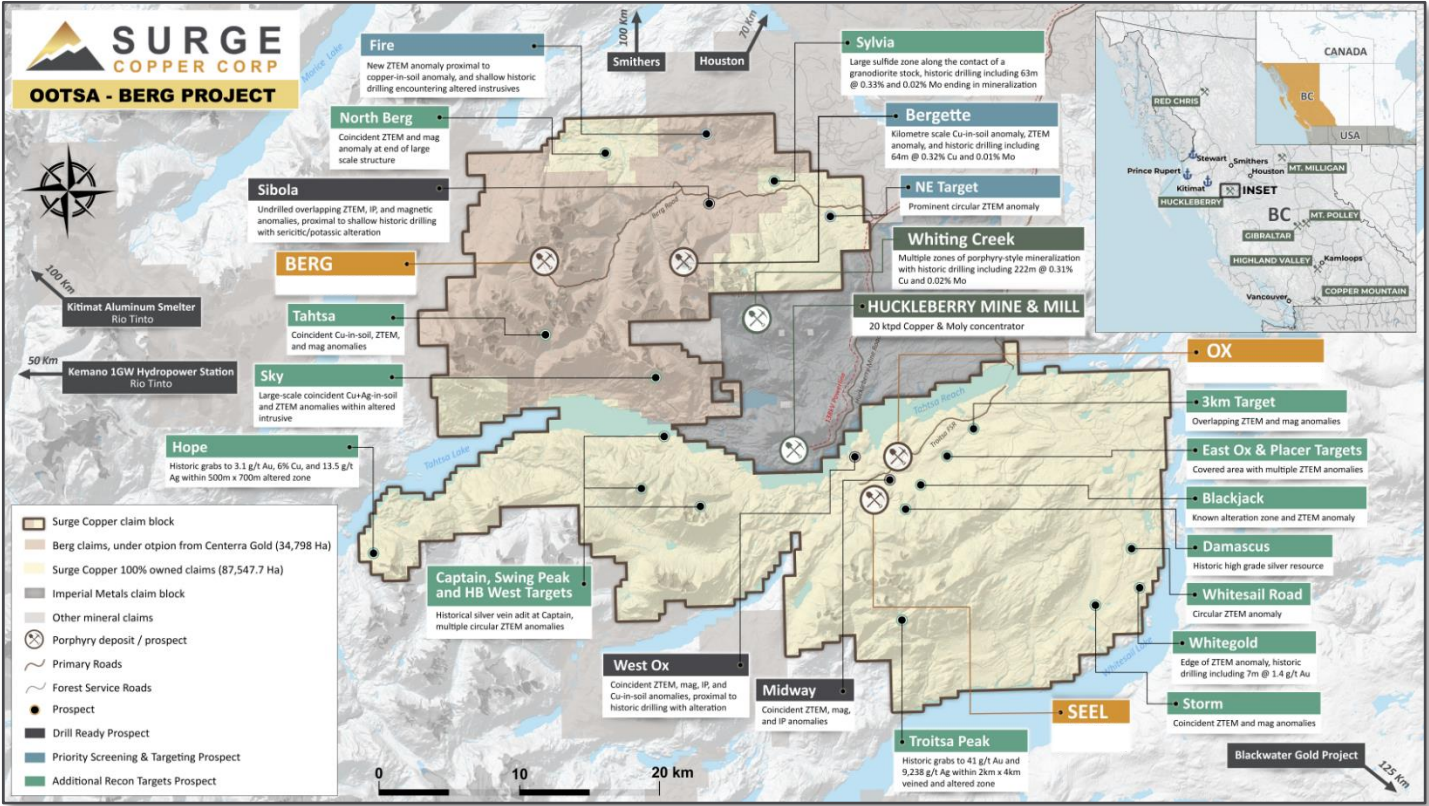 SURGE
COPPER CORP
OOTSA - BERG PROJECT
Morice Lake
Fire
New ZTEM anomaly proximal to
copper-in-soil anomaly, and shallow historic
drilling encountering altered intrusives
100 Km
Smithers
70 Km
Houston
Sylvia
Large sulfide zone along the contact of a
granodiorite stock, historic drilling including 63m
@ 0.33% and 0.02% Mo ending in mineralization
North Berg
Coincident ZTEM and mag
anomaly at end of large
scale structure
Bergette
Kilometre scale Cu-in-soil anomaly, ZTEM
anomaly, and historic drilling including
64m @ 0.32% Cu and 0.01% Mo
Sibola
Undrilled overlapping ZTEM, IP, and magnetic
anomalies, proximal to shallow historic drilling
with sericitic/potassic alteration
Berg Road
NE Target
Prominent circular ZTEM anomaly
BERG
Whiting Creek
Multiple zones of porphyry-style mineralization
with historic drilling including 222m @ 0.31%
Cu and 0.02% Mo
100 Km
Kitimat Aluminum Smelter
Rio Tinto
HUCKLEBERRY MINE & MILL
20 ktpd Copper & Moly concentrator
Tahtsa
Coincident Cu-in-soil, ZTEM,
and mag anomalies
50 Km
Kemano 1GW Hydropower Station
Rio Tinto
Sky
Large-scale coincident Cu+Ag-in-soil
and ZTEM anomalies within altered
intrusive
138kV Powerline
Huckleberry Mine Road
Tahtsa Reach
Troitsa FSR
Tahtsa Lake
Hope
Historic grabs to 3.1 g/t Au, 6% Cu, and 13.5 g/t
Ag within 500m x 700m altered zone
CANADA
BC
USA
RED CHRIS
Stewart
Smithers
Houston
MT. MILLIGAN
Prince Rupert
Kitimat
INSET
HUCKLEBERRY
BC
MT. POLLEY
GIBRALTAR
HIGHLAND VALLEY
Kamloops
Vancouver
COPPER MOUNTAIN
OX
3km Target
Overlapping ZTEM and mag anomalies
East Ox & Placer Targets
Covered area with multiple ZTEM anomalies
Blackjack
Known alteration zone and ZTEM anomaly
Damascus
Historic high grade silver resource
Whitesail Road
Circular ZTEM anomaly
Whitegold
Edge of ZTEM anomaly, historic
drilling including 7m @ 1.4 g/t Au
Storm
Coincident ZTEM and mag anomalies
Whitesail Lake
Surge Copper claim block
Berg claims, under otpion from Centerra Gold (34,798 Ha)
Surge Copper 100% owned claims (87,547.7 Ha)
Imperial Metals claim block
Other mineral claims
Porphyry deposit / prospect
Primary Roads
Forest Service Roads
Prospect
Drill Ready Prospect
Priority Screening & Targeting Prospect
Additional Recon Targets Prospect
Captain, Swing Peak
and HB West Targets
Historical silver vein adit at Captain,
multiple circular ZTEM anomalies
West Ox
Coincident ZTEM, mag, IP, and
Cu-in-soil anomalies, proximal to
historic drilling with alteration
Midway
Coincident ZTEM, mag,
and IP anomalies
SEEL
Troitsa Peak
Historic grabs to 41 g/t Au and
9,238 g/t Ag within 2km x 4km
veined and altered zone
0 10 20 km
Blackwater Gold Project
125 Km